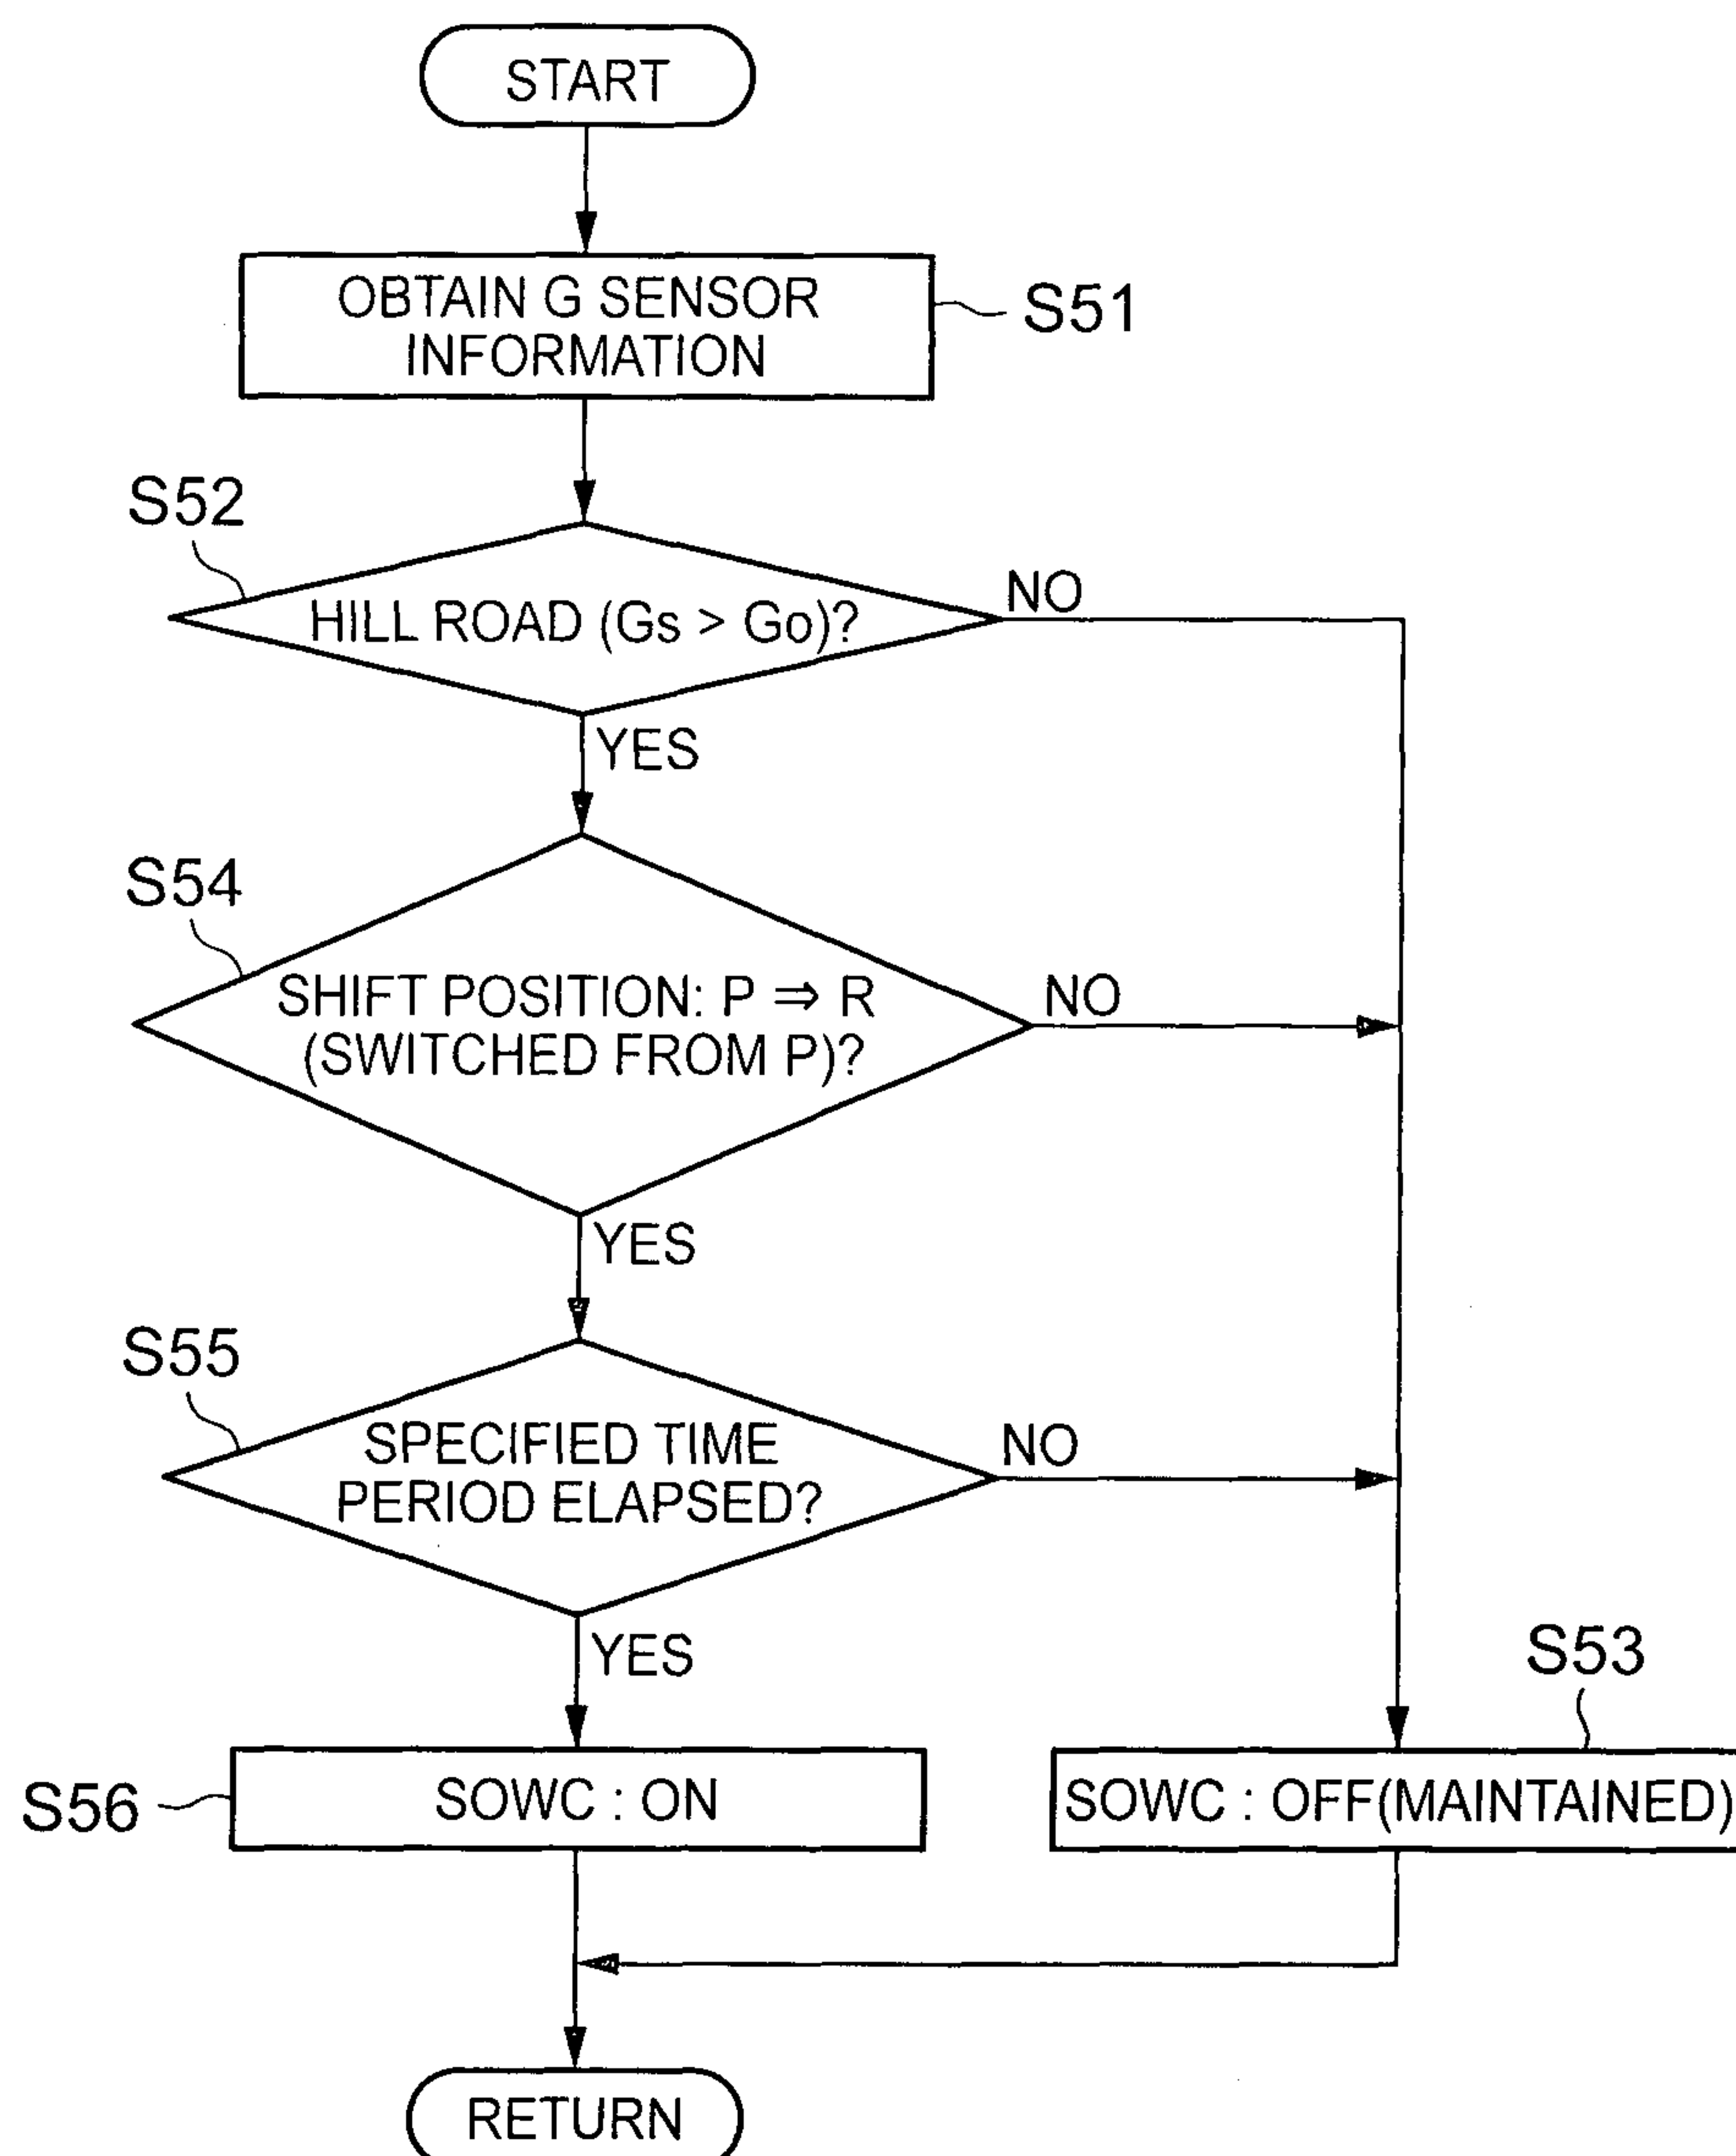 START
OBTAIN G SENSOR
INFORMATION
S51
S52
HILL ROAD (Gs > Go)?
NO
YES
S54
SHIFT POSITION: P ⇒ R
(SWITCHED FROM P)?
NO
YES
S55
SPECIFIED TIME
PERIOD ELAPSED?
NO
YES
S53
S56
SOWC : ON
SOWC : OFF(MAINTAINED)
RETURN